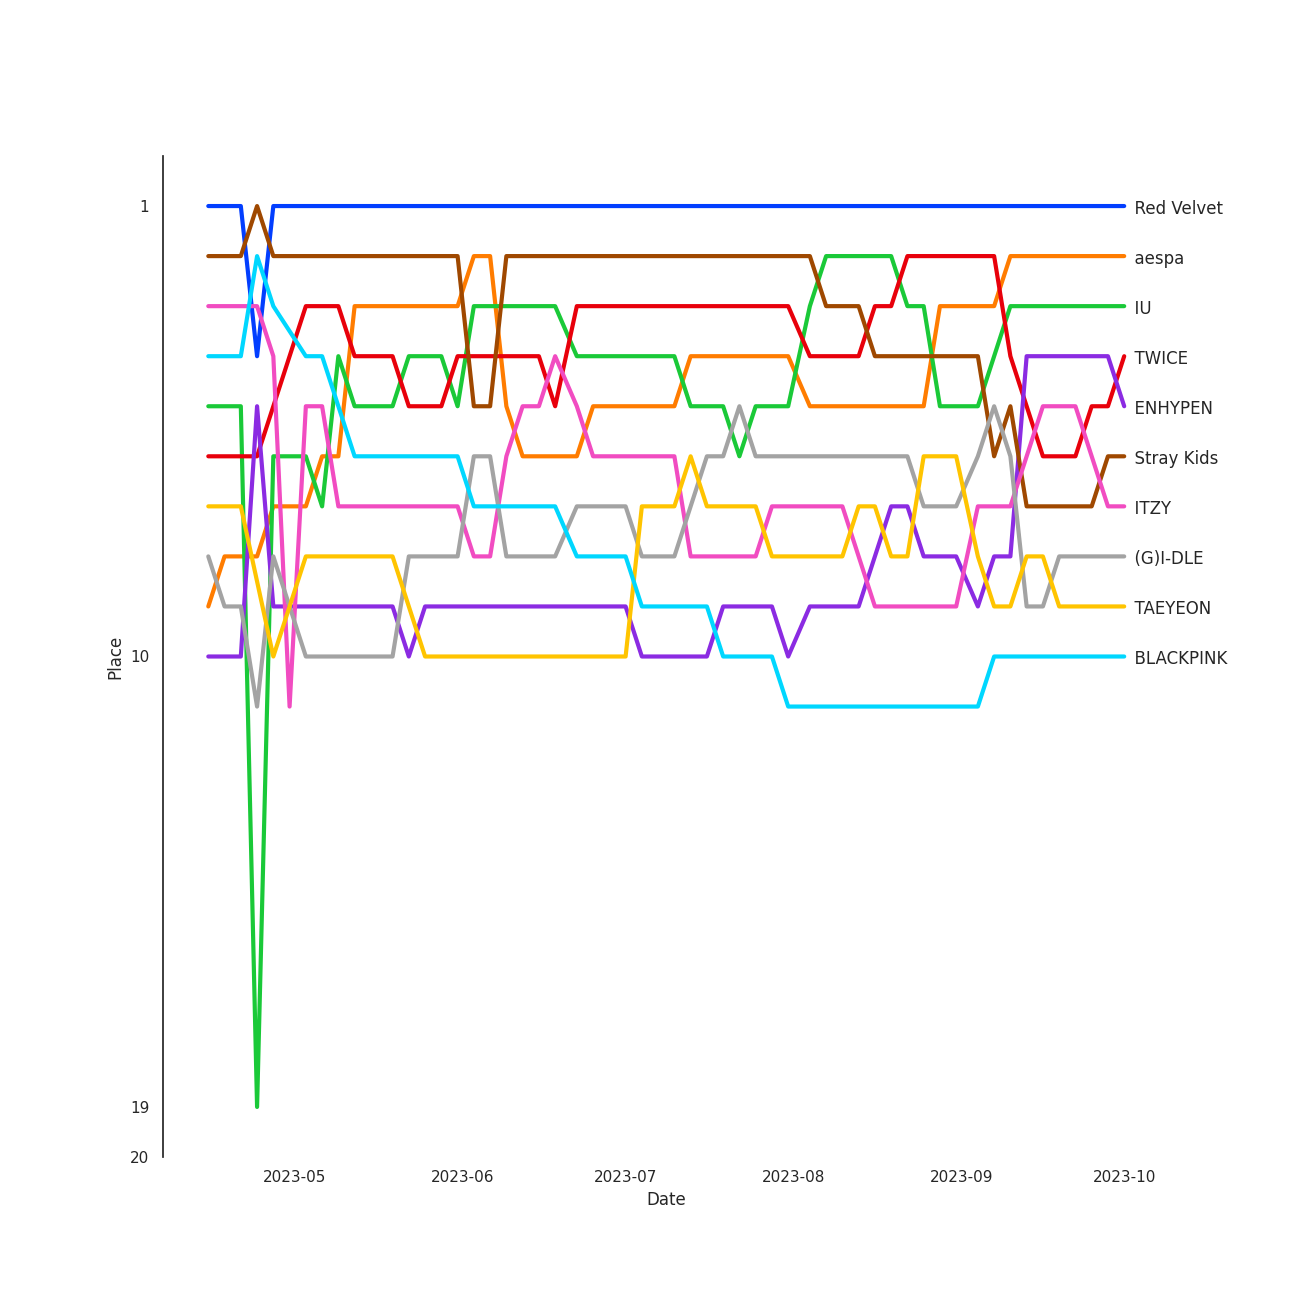 1
10
19
20
Place
2023-05
2023-06
2023-07
2023-08
2023-09
2023-10
Date
Red Velvet
aespa
IU
TWICE
ENHYPEN
Stray Kids
ITZY
(G)I-DLE
TAEYEON
BLACKPINK